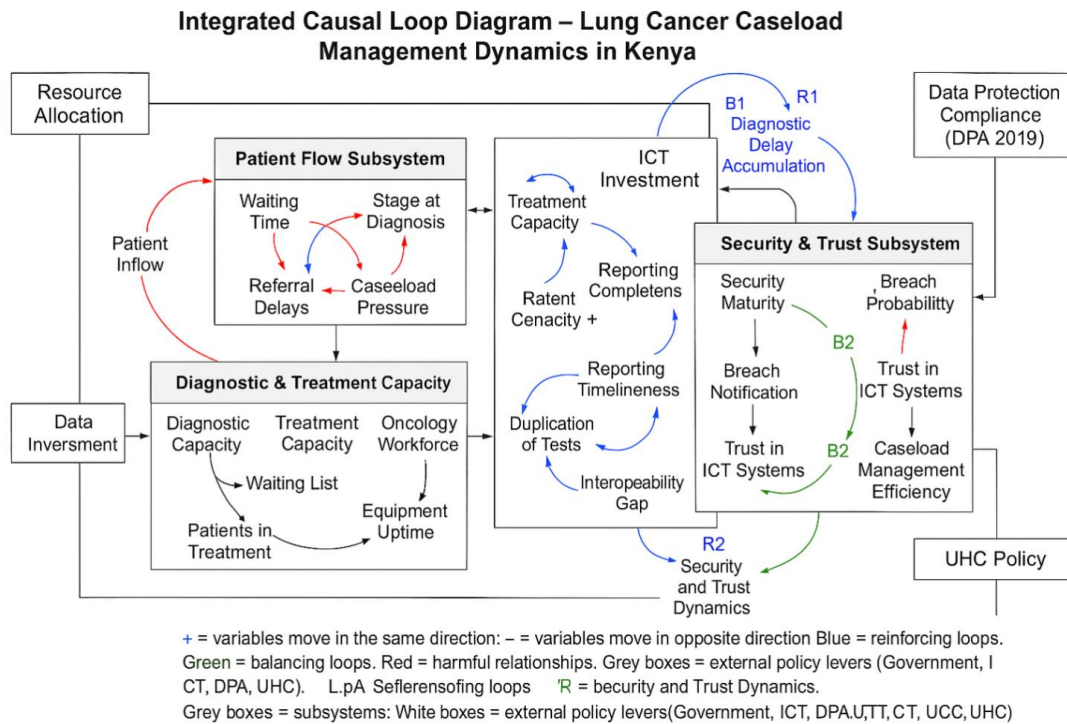 Integrated Causal Loop Diagram – Lung Cancer Caseload
Management Dynamics in Kenya
Resource
Allocation
Data Protection
Compliance
(DPA 2019)
B1
R1
Diagnostic
Delay
Accumulation
Patient Flow Subsystem
Waiting
Time
Stage at
Diagnosis
Referral
Delays
Caseeload
Pressure
Patient
Inflow
ICT
Investment
Treatment
Capacity
Reporting
Completens
Ratent
Cenacity +
Reporting
Timelineness
Duplication
of Tests
Interopeability
Gap
Security & Trust Subsystem
Security
Maturity
Breach
Probabilitty
B2
Breach
Notification
Trust in
ICT Systems
B2
Trust in
ICT Systems
Caseload
Management
Efficiency
Diagnostic & Treatment Capacity
Diagnostic
Capacity
Treatment
Capacity
Oncology
Workforce
Waiting List
Patients in
Treatment
Equipment
Uptime
Data
Inversment
R2
Security
and Trust
Dynamics
UHC Policy
+ = variables move in the same direction: – = variables move in opposite direction Blue = reinforcing loops.
Green = balancing loops. Red = harmful relationships. Grey boxes = external policy levers (Government, I
CT, DPA, UHC). L.pA Seflerensofing loops 'R = becurity and Trust Dynamics.
Grey boxes = subsystems: White boxes = external policy levers(Government, ICT, DPA.U,TT, CT, UCC, UHC)